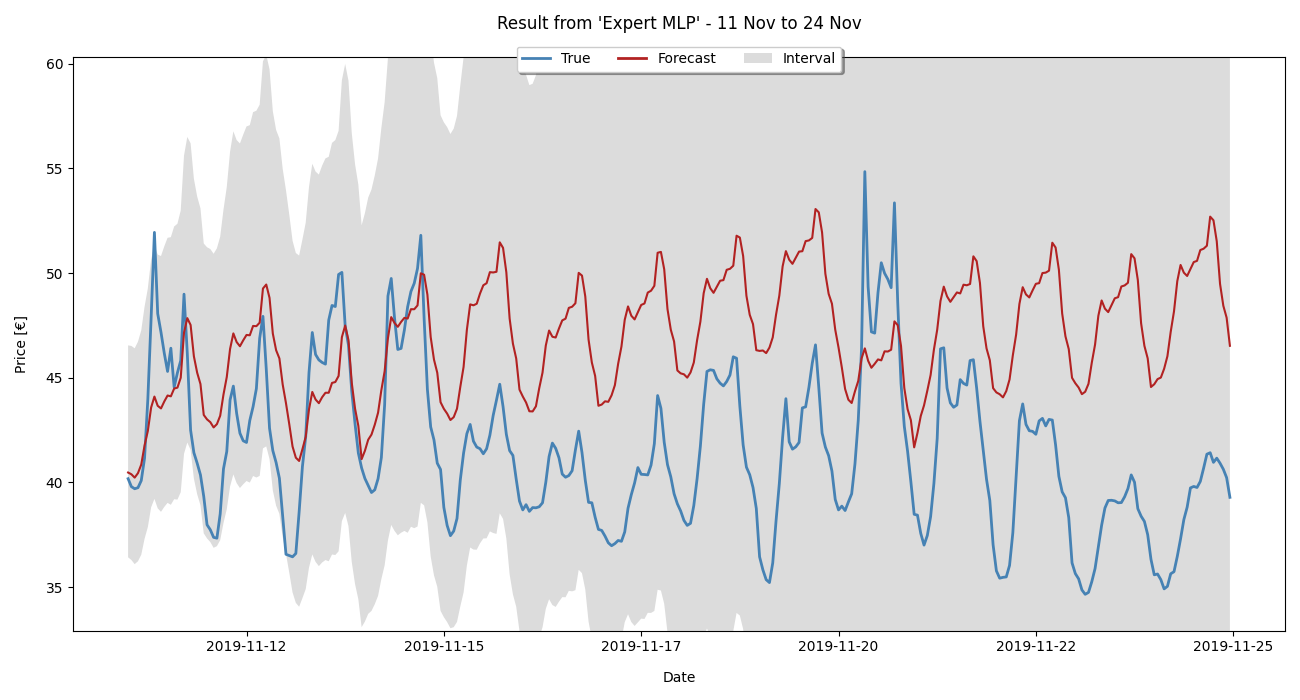 Result from 'Expert MLP' - 11 Nov to 24 Nov
True Forecast Interval
60
55
50
45
40
35
Price [€]
2019-11-12 2019-11-15 2019-11-17 2019-11-20 2019-11-22 2019-11-25
Date